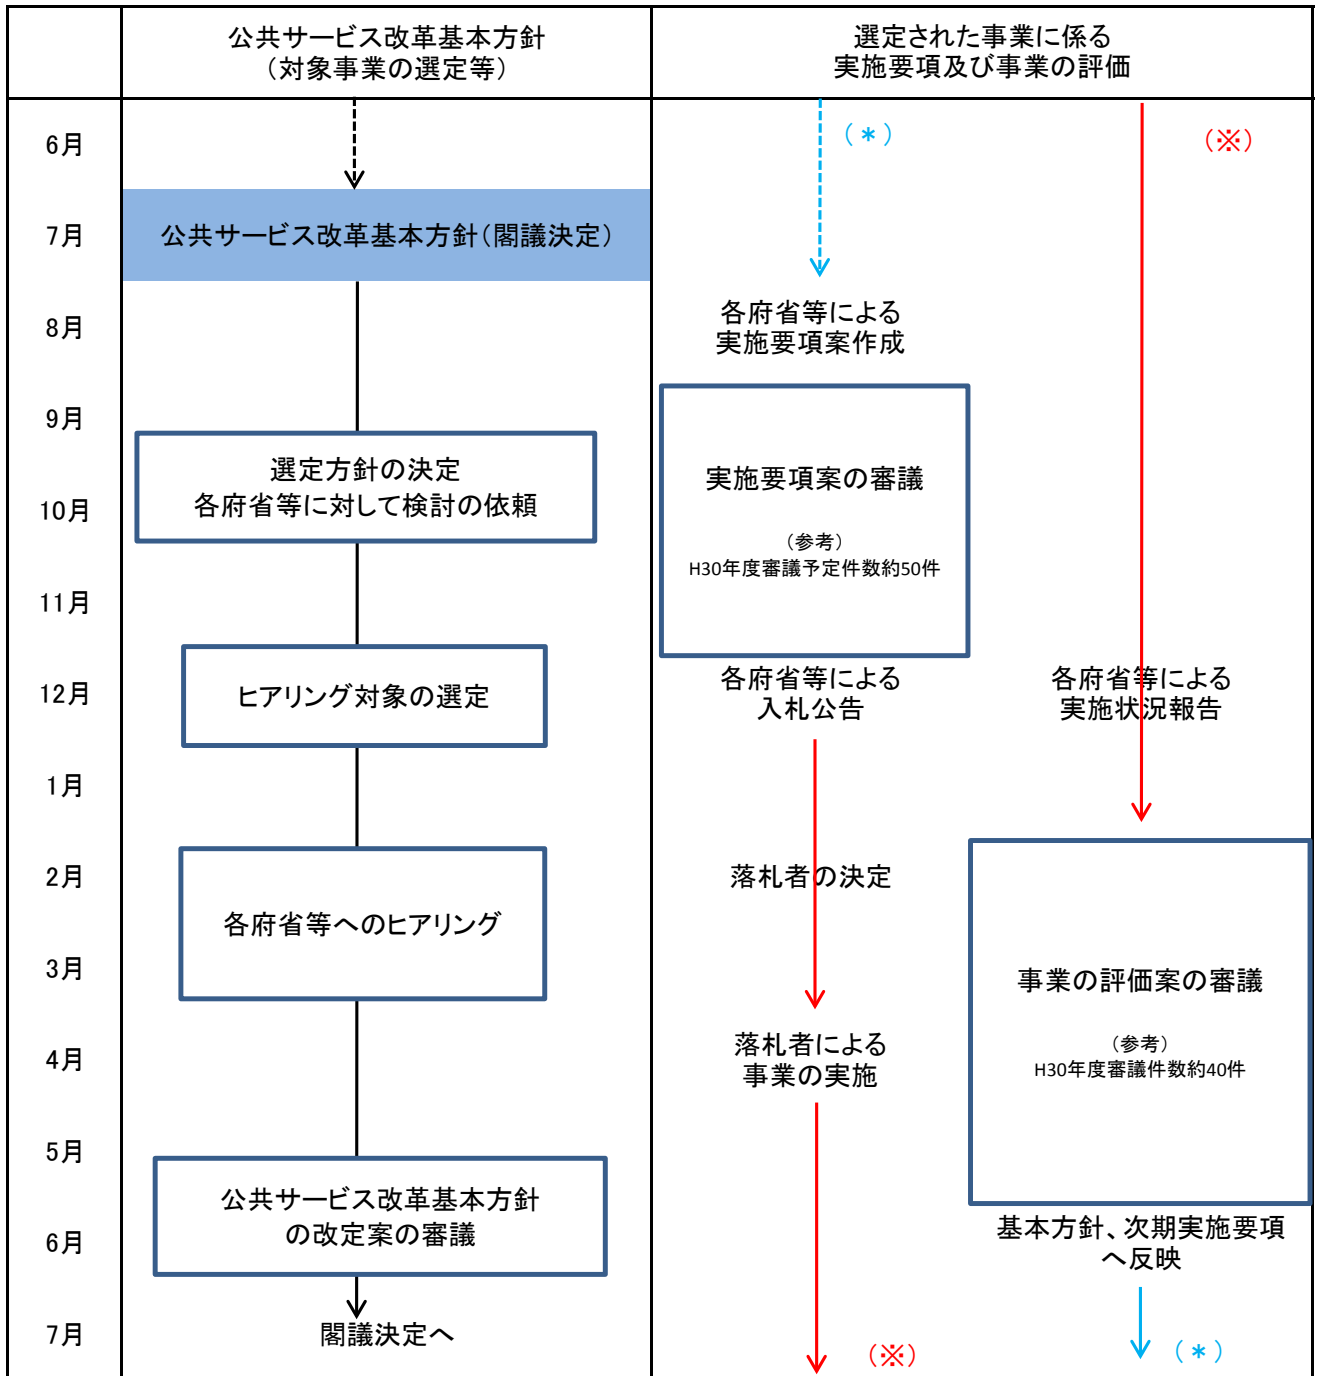 公共サービス改革基本方針
（対象事業の選定等）
選定された事業に係る
実施要項及び事業の評価
6月
7月
8月
9月
10月
11月
12月
1月
2月
3月
4月
5月
6月
7月
公共サービス改革基本方針（閣議決定）
選定方針の決定
各府省等に対して検討の依頼
ヒアリング対象の選定
各府省等へのヒアリング
公共サービス改革基本方針
の改定案の審議
閣議決定へ
（＊）
各府省等による
実施要項案作成
実施要項案の審議
（参考）
H30年度審議予定件数約50件
各府省等による
入札公告
落札者の決定
落札者による
事業の実施
（※）
（※）
各府省等による
実施状況報告
事業の評価案の審議
（参考）
H30年度審議件数約40件
基本方針、次期実施要項
へ反映
（＊）